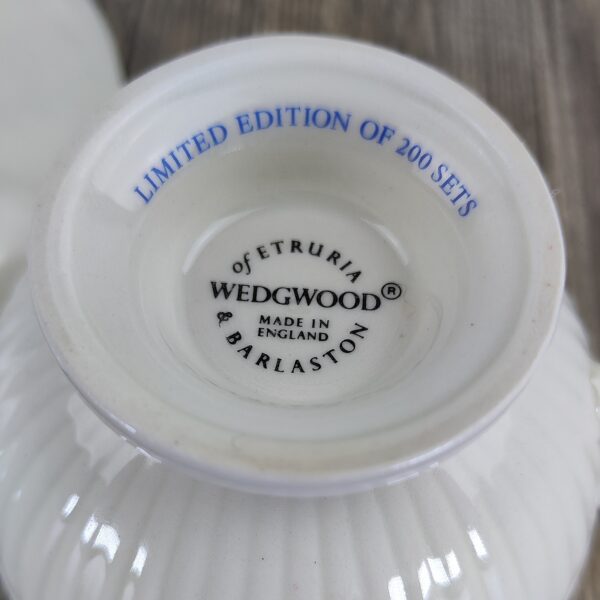 LIMITED EDITION OF 200 SETS
of ETRURIA
WEDGWOOD®
MADE IN
ENGLAND
& BARLASTON